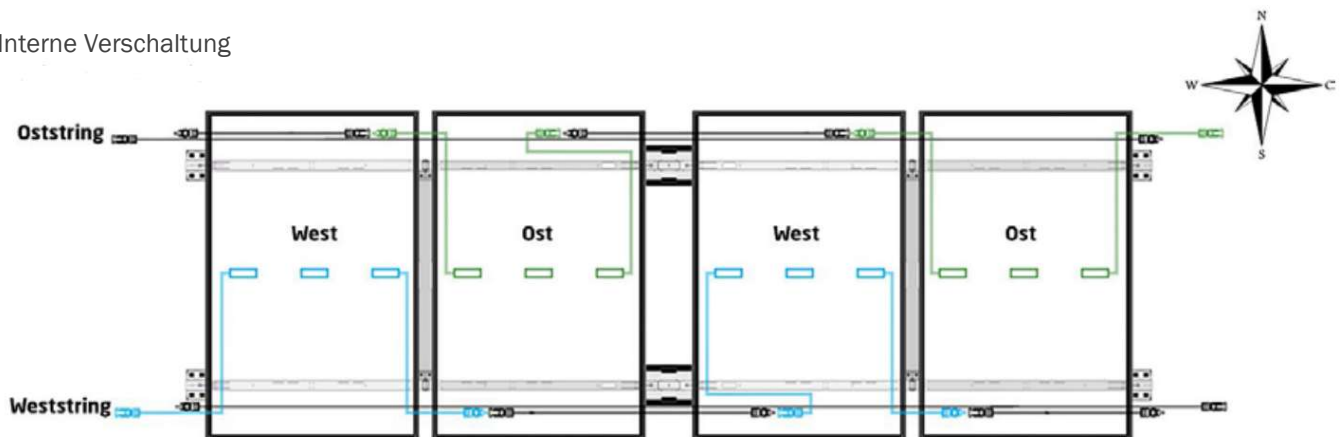 N
Interne Verschaltung
W
S
Oststring
West
Ost
West
Ost
Weststring